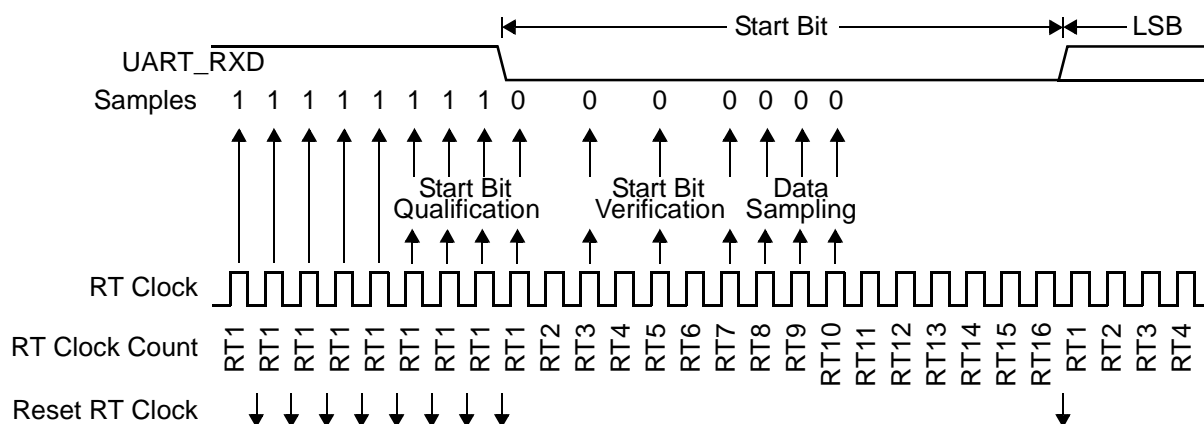 Start Bit LSB
UART_RXD
Samples 1 1 1 1 1 1 1 1 0 0 0 0 0 0 0
Start Bit Qualification
Start Bit Verification
Data Sampling
RT Clock
RT Clock Count RT1 RT1 RT1 RT1 RT1 RT1 RT1 RT1 RT1 RT2 RT3 RT4 RT5 RT6 RT7 RT8 RT9 RT10 RT11 RT12 RT13 RT14 RT15 RT16 RT1 RT2 RT3 RT4
Reset RT Clock